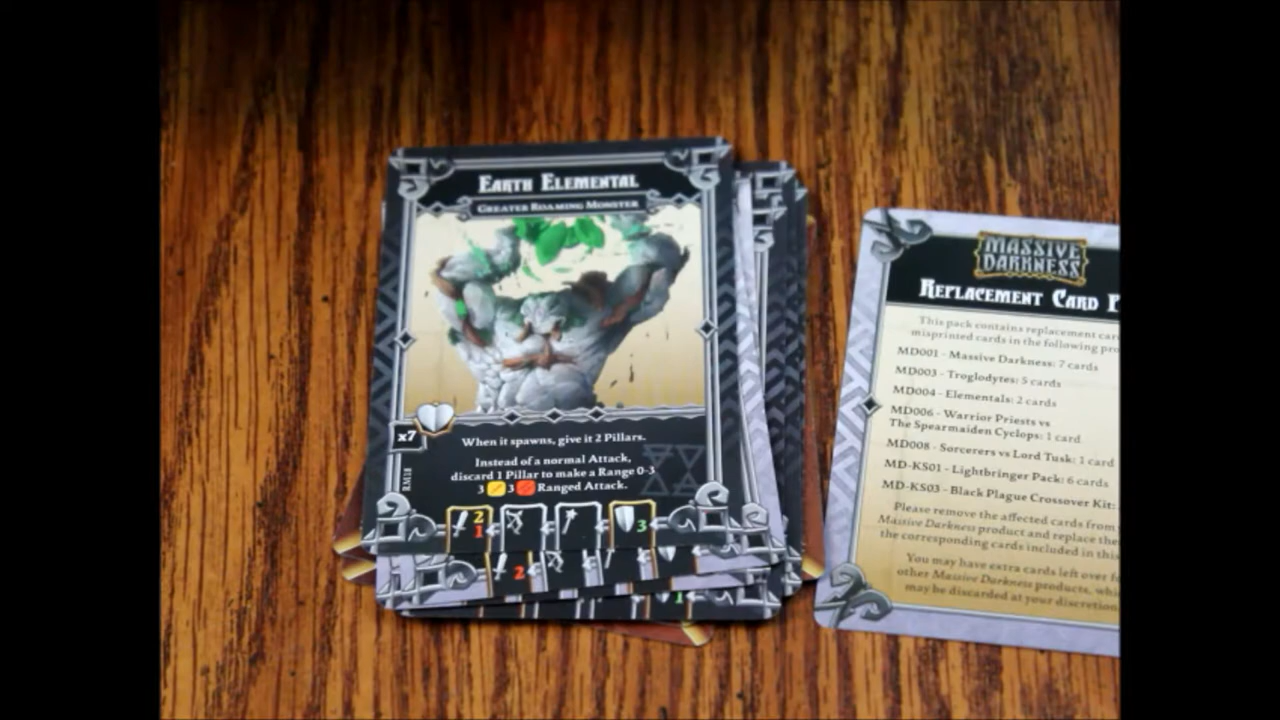 EARTH ELEMENTAL
GREATER ROAMING MONSTER
x7
When it spawns, give it 2 Pillars.
Instead of a normal Attack,
discard 1 Pillar to make a Range 0-3
3 3 Ranged Attack.
RM18
2
1
3
2
1
MASSIVE
DARKNESS
REPLACEMENT CARD P
This pack contains replacement car
misprinted cards in the following pro
MD001 - Massive Darkness: 7 cards
MD003 - Troglodytes: 5 cards
MD004 - Elementals: 2 cards
MD006 - Warrior Priests vs
The Spearmaiden Cyclops: 1 card
MD008 - Sorcerers vs Lord Tusk: 1 card
MD-KS01 - Lightbringer Pack: 6 cards
MD-KS03 - Black Plague Crossover Kit:
Please remove the affected cards from
Massive Darkness product and replace the
the corresponding cards included in this
You may have extra cards left over f
other Massive Darkness products, whi
may be discarded at your discretion